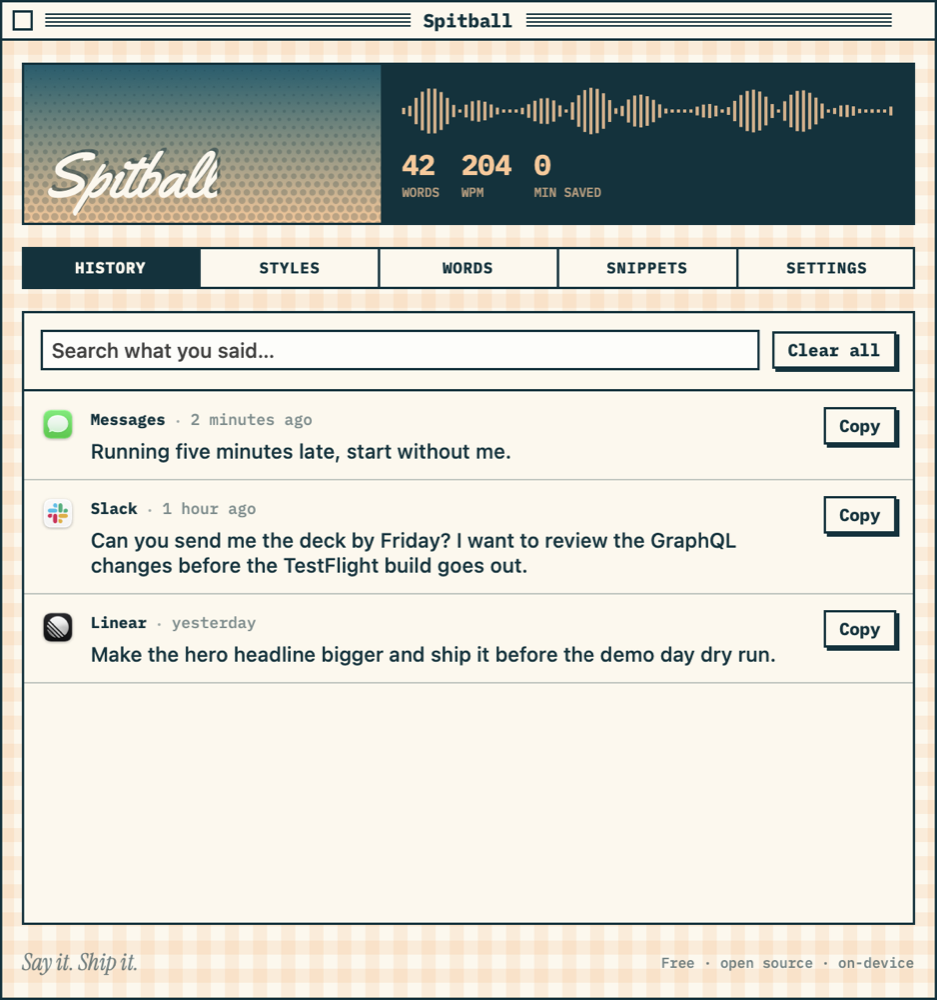 Spitball
Spitball
42 204 0
WORDS WPM MIN SAVED
HISTORY STYLES WORDS SNIPPETS SETTINGS
Search what you said...
Clear all
Messages · 2 minutes ago
Copy
Running five minutes late, start without me.
Slack · 1 hour ago
Copy
Can you send me the deck by Friday? I want to review the GraphQL
changes before the TestFlight build goes out.
Linear · yesterday
Copy
Make the hero headline bigger and ship it before the demo day dry run.
Say it. Ship it.
Free · open source · on-device